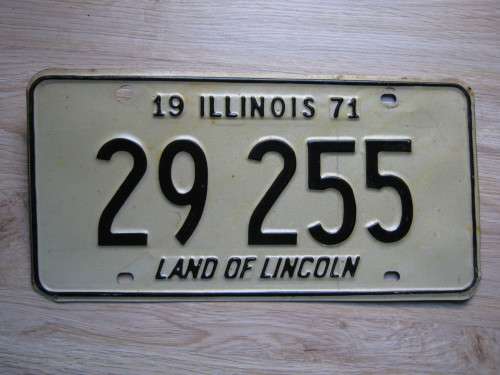 19 ILLINOIS 71
29 255
LAND OF LINCOLN